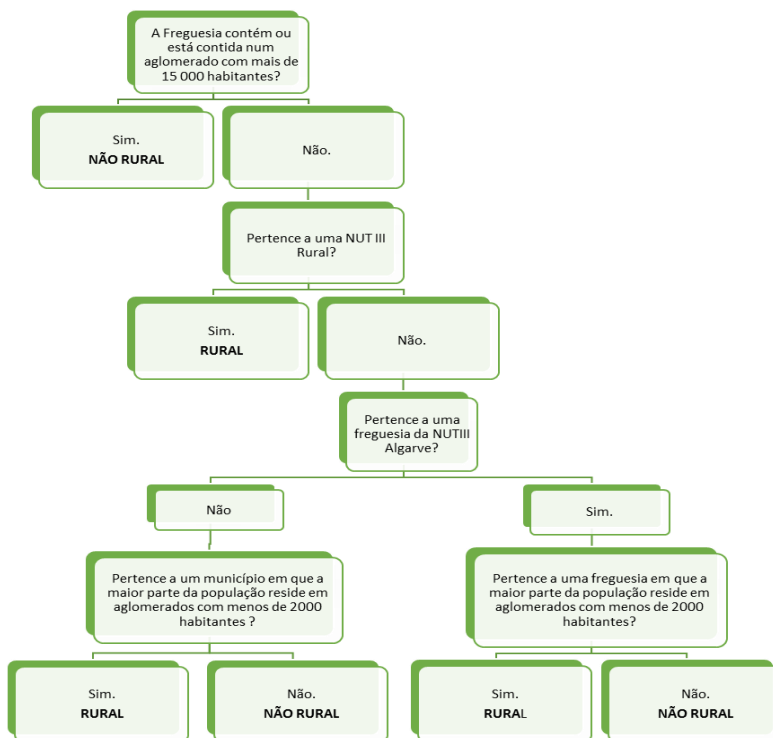 A Freguesia contém ou
está contida num
aglomerado com mais de
15 000 habitantes?
Sim.
NÃO RURAL
Não.
Pertence a uma NUT III
Rural?
Sim.
RURAL
Não.
Pertence a uma
freguesia da NUTIII
Algarve?
Não
Sim.
Pertence a um município em que a
maior parte da população reside em
aglomerados com menos de 2000
habitantes ?
Pertence a uma freguesia em que a
maior parte da população reside em
aglomerados com menos de 2000
habitantes?
Sim.
RURAL
Não.
NÃO RURAL
Sim.
RURAL
Não.
NÃO RURAL